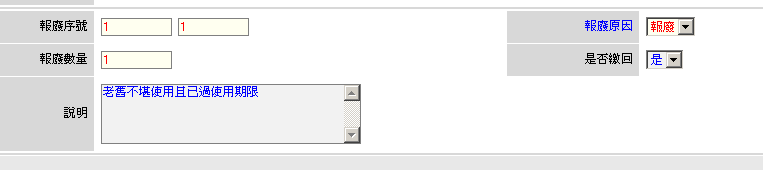 報廢序號 1 1 報廢原因 報廢
報廢數量 1 是否繳回 是
說明 老舊不堪使用且已過使用期限